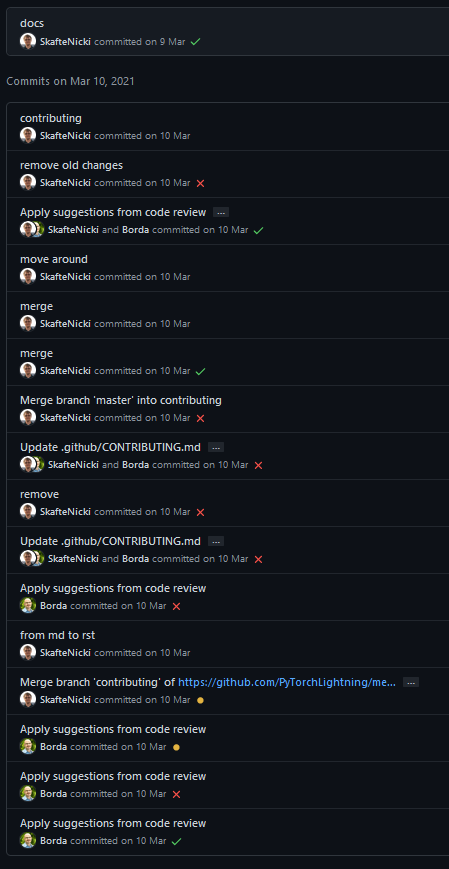 docs
SkafteNicki committed on 9 Mar
Commits on Mar 10, 2021
contributing
SkafteNicki committed on 10 Mar
remove old changes
SkafteNicki committed on 10 Mar
Apply suggestions from code review ...
SkafteNicki and Borda committed on 10 Mar
move around
SkafteNicki committed on 10 Mar
merge
SkafteNicki committed on 10 Mar
merge
SkafteNicki committed on 10 Mar
Merge branch 'master' into contributing
SkafteNicki committed on 10 Mar
Update .github/CONTRIBUTING.md ...
SkafteNicki and Borda committed on 10 Mar
remove
SkafteNicki committed on 10 Mar
Update .github/CONTRIBUTING.md ...
SkafteNicki and Borda committed on 10 Mar
Apply suggestions from code review
Borda committed on 10 Mar
from md to rst
SkafteNicki committed on 10 Mar
Merge branch 'contributing' of https://github.com/PyTorchLightning/me... ...
SkafteNicki committed on 10 Mar
Apply suggestions from code review
Borda committed on 10 Mar
Apply suggestions from code review
Borda committed on 10 Mar
Apply suggestions from code review
Borda committed on 10 Mar